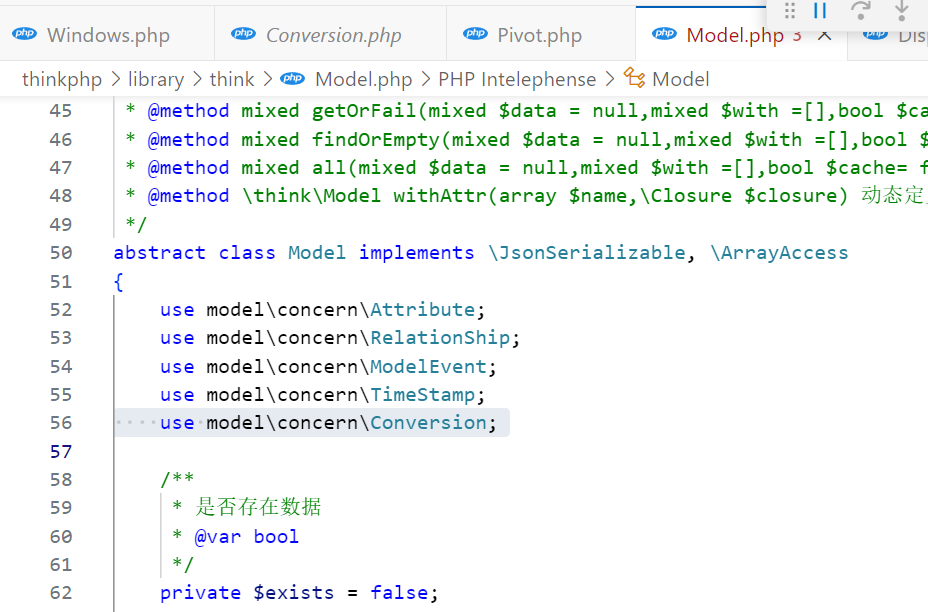 php Windows.php php Conversion.php php Pivot.php php Model.php 3 php
thinkphp > library > think > php Model.php > PHP Intelephense > Model
45 * @method mixed getOrFail(mixed $data = null,mixed $with =[],bool $ca
46 * @method mixed findOrEmpty(mixed $data = null,mixed $with =[],bool $
47 * @method mixed all(mixed $data = null,mixed $with =[],bool $cache= f
48 * @method \think\Model withAttr(array $name,\Closure $closure) 动态定
49 */
50 abstract class Model implements \JsonSerializable, \ArrayAccess
51 {
52 use model\concern\Attribute;
53 use model\concern\RelationShip;
54 use model\concern\ModelEvent;
55 use model\concern\TimeStamp;
56 use model\concern\Conversion;
57
58 /**
59 * 是否存在数据
60 * @var bool
61 */
62 private $exists = false;